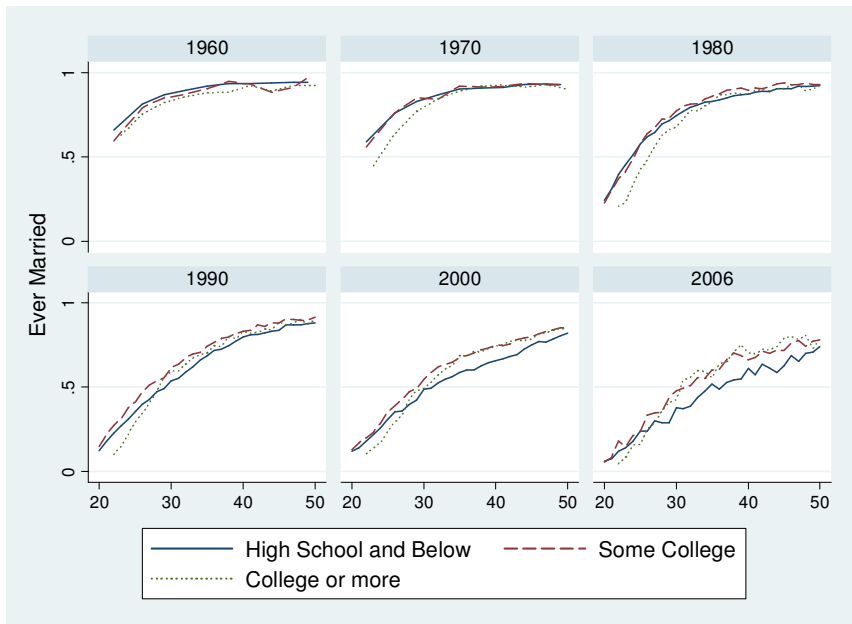 1960 1970 1980
1
.5
0
Ever Married
1990 2000 2006
1
.5
0
20 30 40 50 20 30 40 50 20 30 40 50
High School and Below Some College
College or more